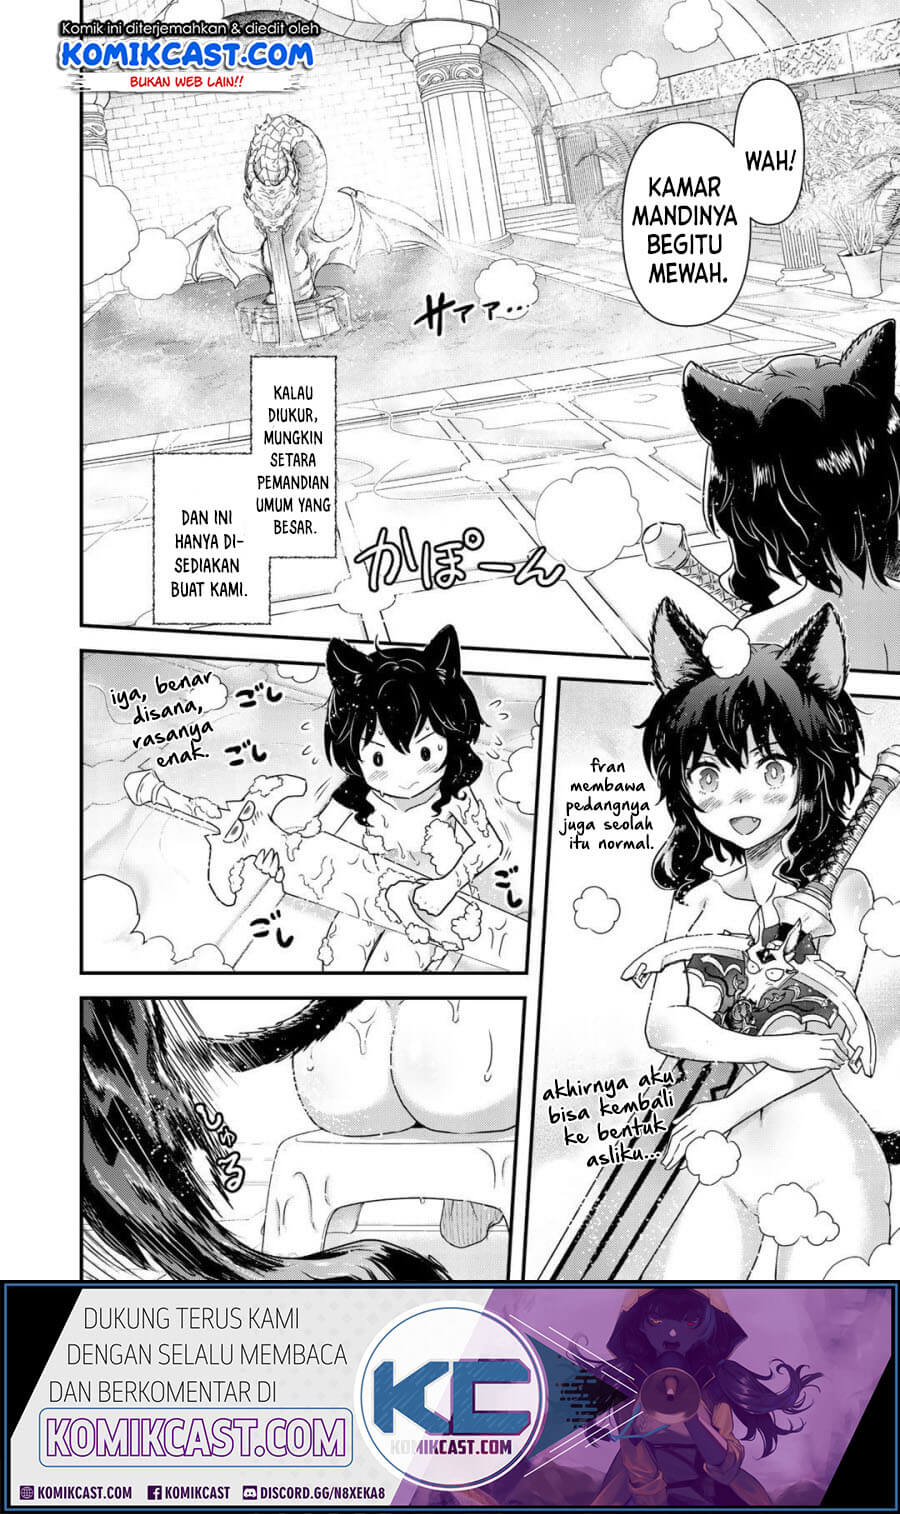 Komik ini diterjemahkan & diedit oleh
KOMIKCAST.COM
BUKAN WEB LAIN!!
WAH!
KAMAR
MANDINYA
BEGITU
MEWAH.
サァァ…
KALAU
DIUKUR,
MUNGKIN
SETARA
PEMANDIAN
UMUM YANG
BESAR.
DAN INI
HANYA DI-
SEDIAKAN
BUAT KAMI.
かぽーん
fran
membawa
pedangnya
juga seolah
itu normal.
akhirnya aku
bisa kembali
ke bentuk
asliku...
iya, benar
disana,
rasanya
enak.
ごし
ごし
ごし
ごし
しゅる
DUKUNG TERUS KAMI
DENGAN SELALU MEMBACA
DAN BERKOMENTAR DI
KOMIKCAST.COM
KC
KOMIKCAST.COM
KOMIKCAST.COM
KOMIKCAST
DISCORD.GG/N8XEKA8